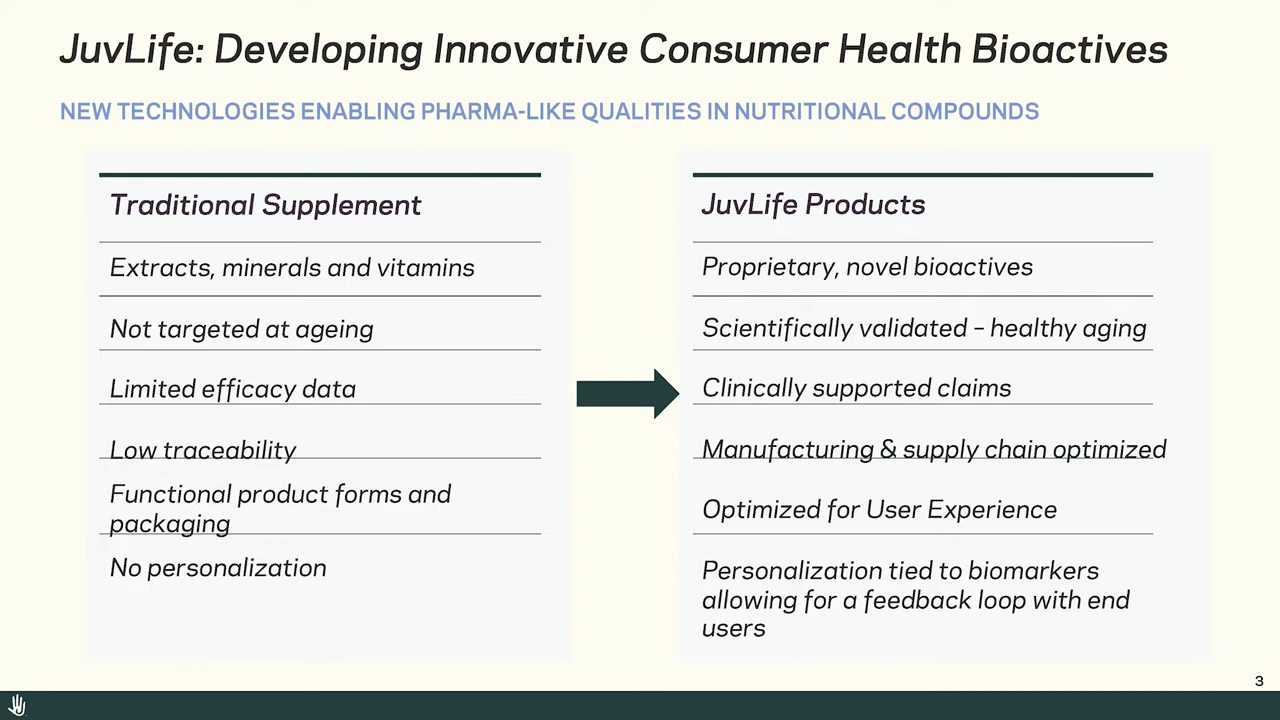 JuvLife: Developing Innovative Consumer Health Bioactives
NEW TECHNOLOGIES ENABLING PHARMA-LIKE QUALITIES IN NUTRITIONAL COMPOUNDS
Traditional Supplement
Extracts, minerals and vitamins
Not targeted at ageing
Limited efficacy data
Low traceability
Functional product forms and
packaging
No personalization
JuvLife Products
Proprietary, novel bioactives
Scientifically validated – healthy aging
Clinically supported claims
Manufacturing & supply chain optimized
Optimized for User Experience
Personalization tied to biomarkers
allowing for a feedback loop with end
users
3